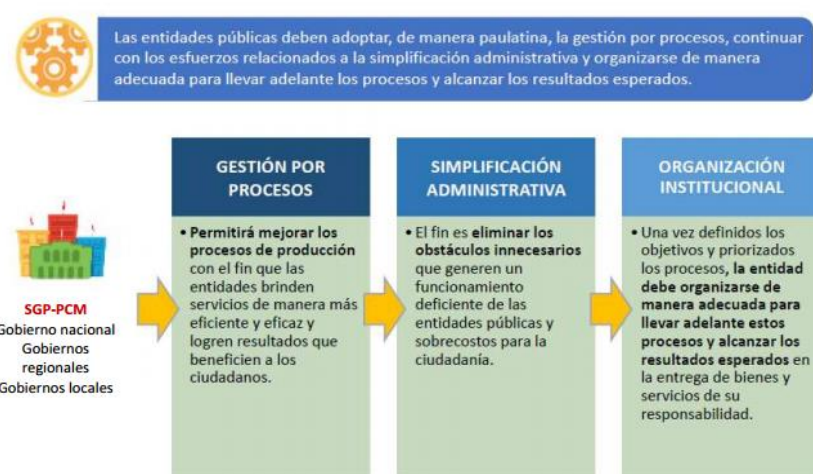 Las entidades públicas deben adoptar, de manera paulatina, la gestión por procesos, continuar
con los esfuerzos relacionados a la simplificación administrativa y organizarse de manera
adecuada para llevar adelante los procesos y alcanzar los resultados esperados.
SGP-PCM
Gobierno nacional
Gobiernos
regionales
Gobiernos locales
GESTIÓN POR
PROCESOS
• Permitirá mejorar los
procesos de producción
con el fin que las
entidades brinden
servicios de manera más
eficiente y eficaz y
logren resultados que
beneficien a los
ciudadanos.
SIMPLIFICACIÓN
ADMINISTRATIVA
• El fin es eliminar los
obstáculos innecesarios
que generen un
funcionamiento
deficiente de las
entidades públicas y
sobrecostos para la
ciudadanía.
ORGANIZACIÓN
INSTITUCIONAL
• Una vez definidos los
objetivos y priorizados
los procesos, la entidad
debe organizarse de
manera adecuada para
llevar adelante estos
procesos y alcanzar los
resultados esperados en
la entrega de bienes y
servicios de su
responsabilidad.